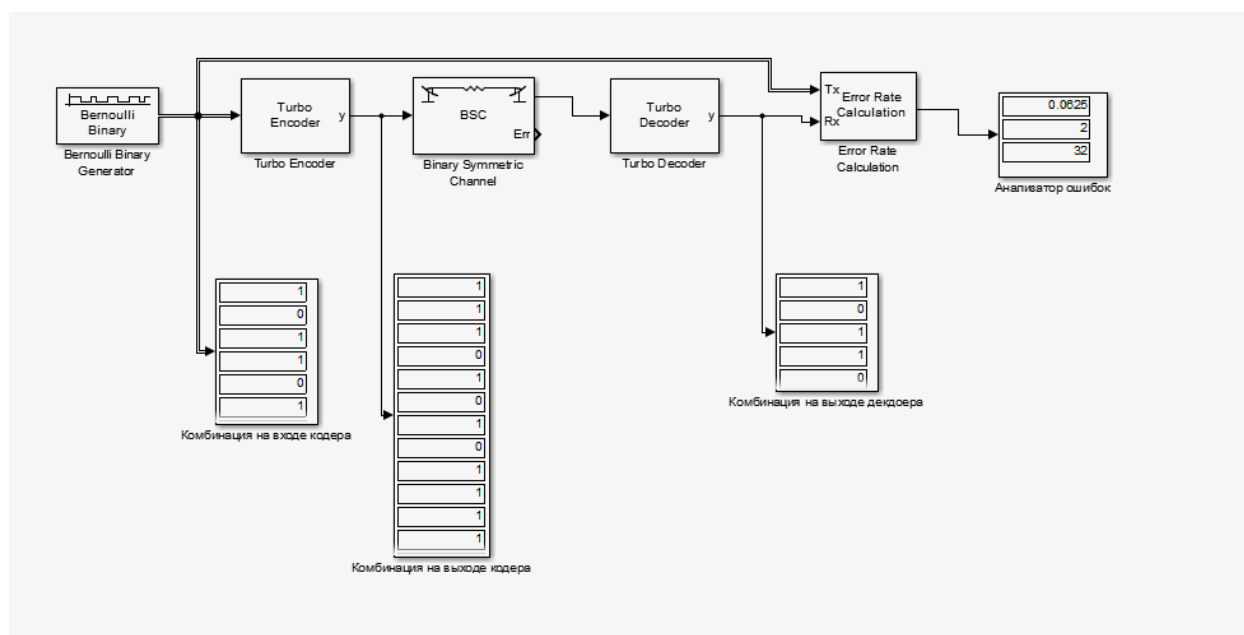 Bernoulli
Binary
Bernoulli Binary
Generator
Turbo
Encoder
y
Turbo Encoder
BSC
Err
Binary Symmetric
Channel
Turbo
Decoder
y
Turbo Decoder
Tx
Rx
Error Rate
Calculation
Error Rate
Calculation
0.0625
2
32
Анализатор ошибок
1
0
1
1
0
1
Комбинация на входе кодера
1
1
1
0
1
0
1
0
1
1
1
1
Комбинация на выходе кодера
1
0
1
1
0
Комбинация на выходе декдоера